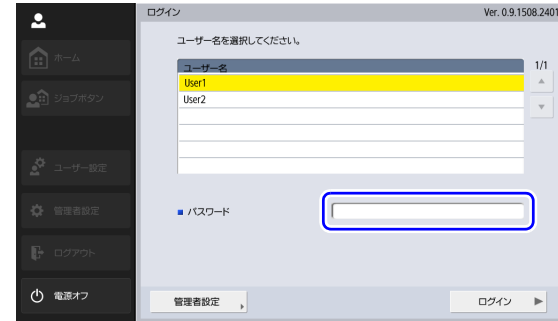 ログイン
Ver. 0.9.1508.2401
ホーム
ジョブボタン
ユーザー設定
管理者設定
ログアウト
電源オフ
ユーザー名を選択してください。
ユーザー名
1/1
User1
User2
パスワード
管理者設定
ログイン